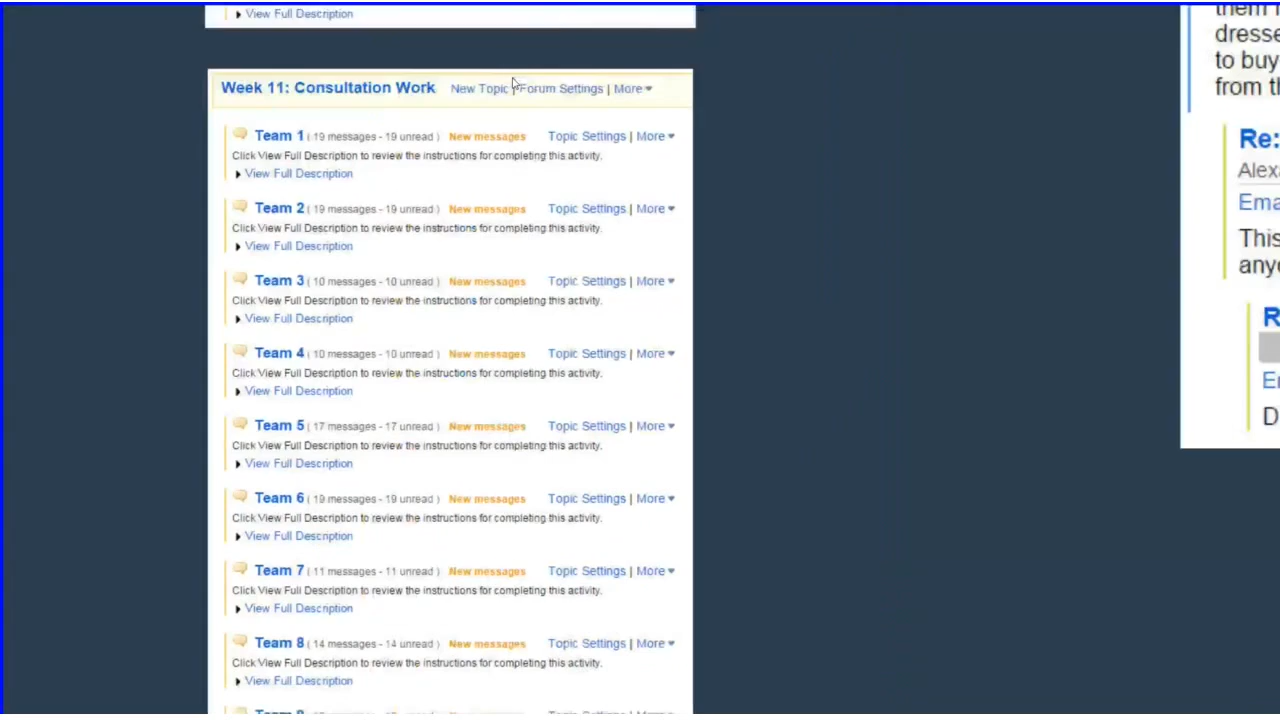 View Full Description
Week 11: Consultation Work New Topic | Forum Settings | More
Team 1 ( 19 messages - 19 unread ) New messages Topic Settings | More
Click View Full Description to review the instructions for completing this activity.
View Full Description
Team 2 ( 19 messages - 19 unread ) New messages Topic Settings | More
Click View Full Description to review the instructions for completing this activity.
View Full Description
Team 3 ( 10 messages - 10 unread ) New messages Topic Settings | More
Click View Full Description to review the instructions for completing this activity.
View Full Description
Team 4 ( 10 messages - 10 unread ) New messages Topic Settings | More
Click View Full Description to review the instructions for completing this activity.
View Full Description
Team 5 ( 17 messages - 17 unread ) New messages Topic Settings | More
Click View Full Description to review the instructions for completing this activity.
View Full Description
Team 6 ( 19 messages - 19 unread ) New messages Topic Settings | More
Click View Full Description to review the instructions for completing this activity.
View Full Description
Team 7 ( 11 messages - 11 unread ) New messages Topic Settings | More
Click View Full Description to review the instructions for completing this activity.
View Full Description
Team 8 ( 14 messages - 14 unread ) New messages Topic Settings | More
Click View Full Description to review the instructions for completing this activity.
View Full Description
them
dresse
to buy
from th
Re:
Alexa
Ema
This
anyo
R
D